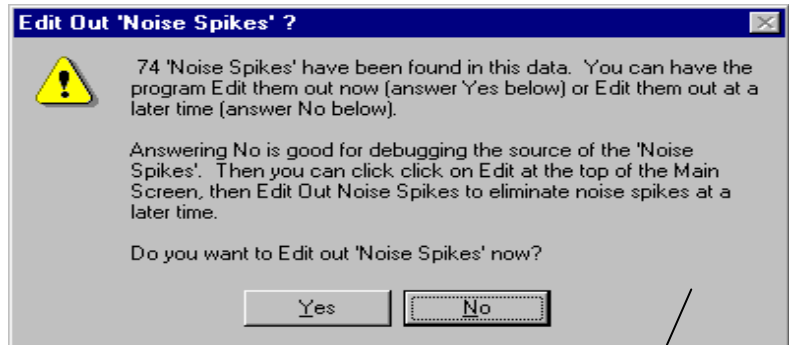 Edit Out 'Noise Spikes' ?
74 'Noise Spikes' have been found in this data. You can have the
program Edit them out now (answer Yes below) or Edit them out at a
later time (answer No below).
Answering No is good for debugging the source of the 'Noise
Spikes'. Then you can click click on Edit at the top of the Main
Screen, then Edit Out Noise Spikes to eliminate noise spikes at a
later time.
Do you want to Edit out 'Noise Spikes' now?
Yes
No